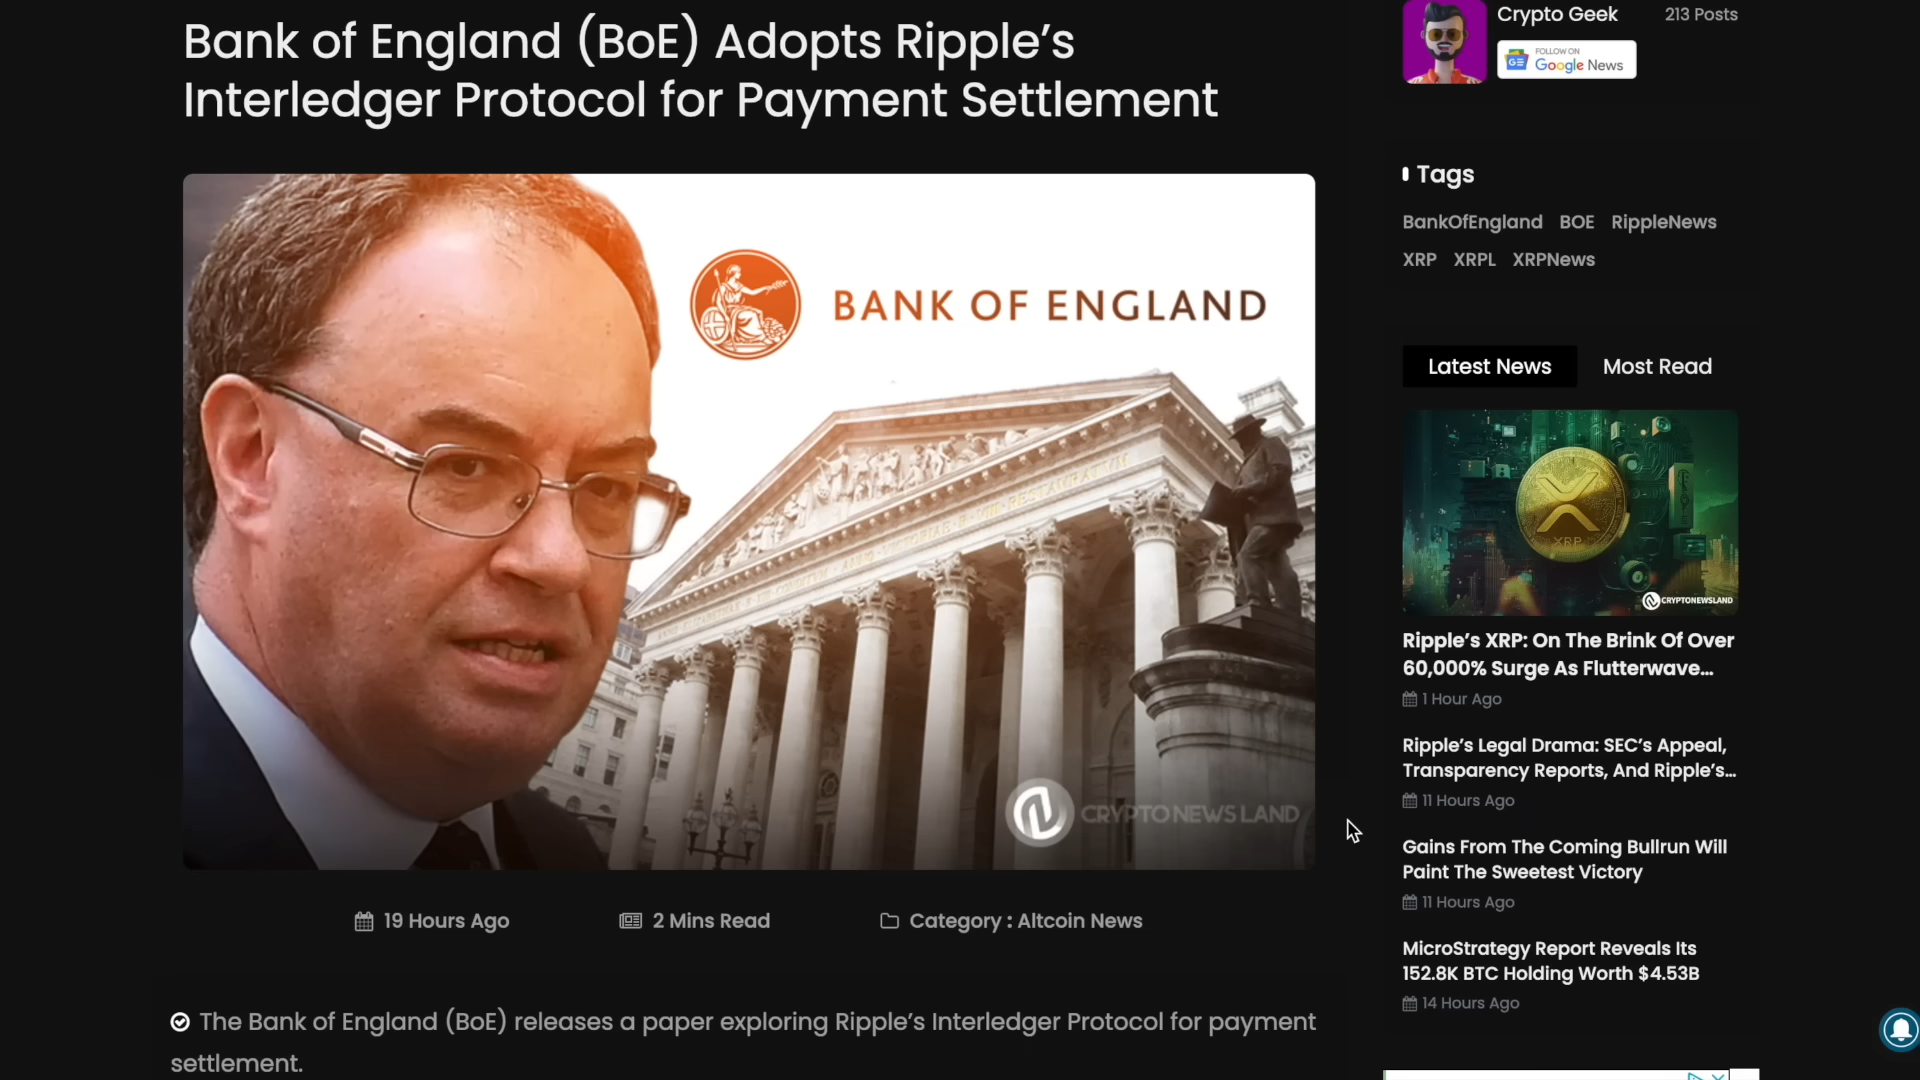 Bank of England (BoE) Adopts Ripple’s
Interledger Protocol for Payment Settlement
BANK OF ENGLAND
CRYPTONEWSLAND
19 Hours Ago
2 Mins Read
Category : Altcoin News
The Bank of England (BoE) releases a paper exploring Ripple’s Interledger Protocol for payment
settlement.
Crypto Geek
213 Posts
GE
FOLLOW ON
Google News
Tags
BankOfEngland BOE RippleNews
XRP XRPL XRPNews
Latest News
Most Read
XRP
CRYPTONEWSLAND
Ripple’s XRP: On The Brink Of Over
60,000% Surge As Flutterwave...
1 Hour Ago
Ripple’s Legal Drama: SEC’s Appeal,
Transparency Reports, And Ripple’s...
11 Hours Ago
Gains From The Coming Bullrun Will
Paint The Sweetest Victory
11 Hours Ago
MicroStrategy Report Reveals Its
152.8K BTC Holding Worth $4.53B
14 Hours Ago